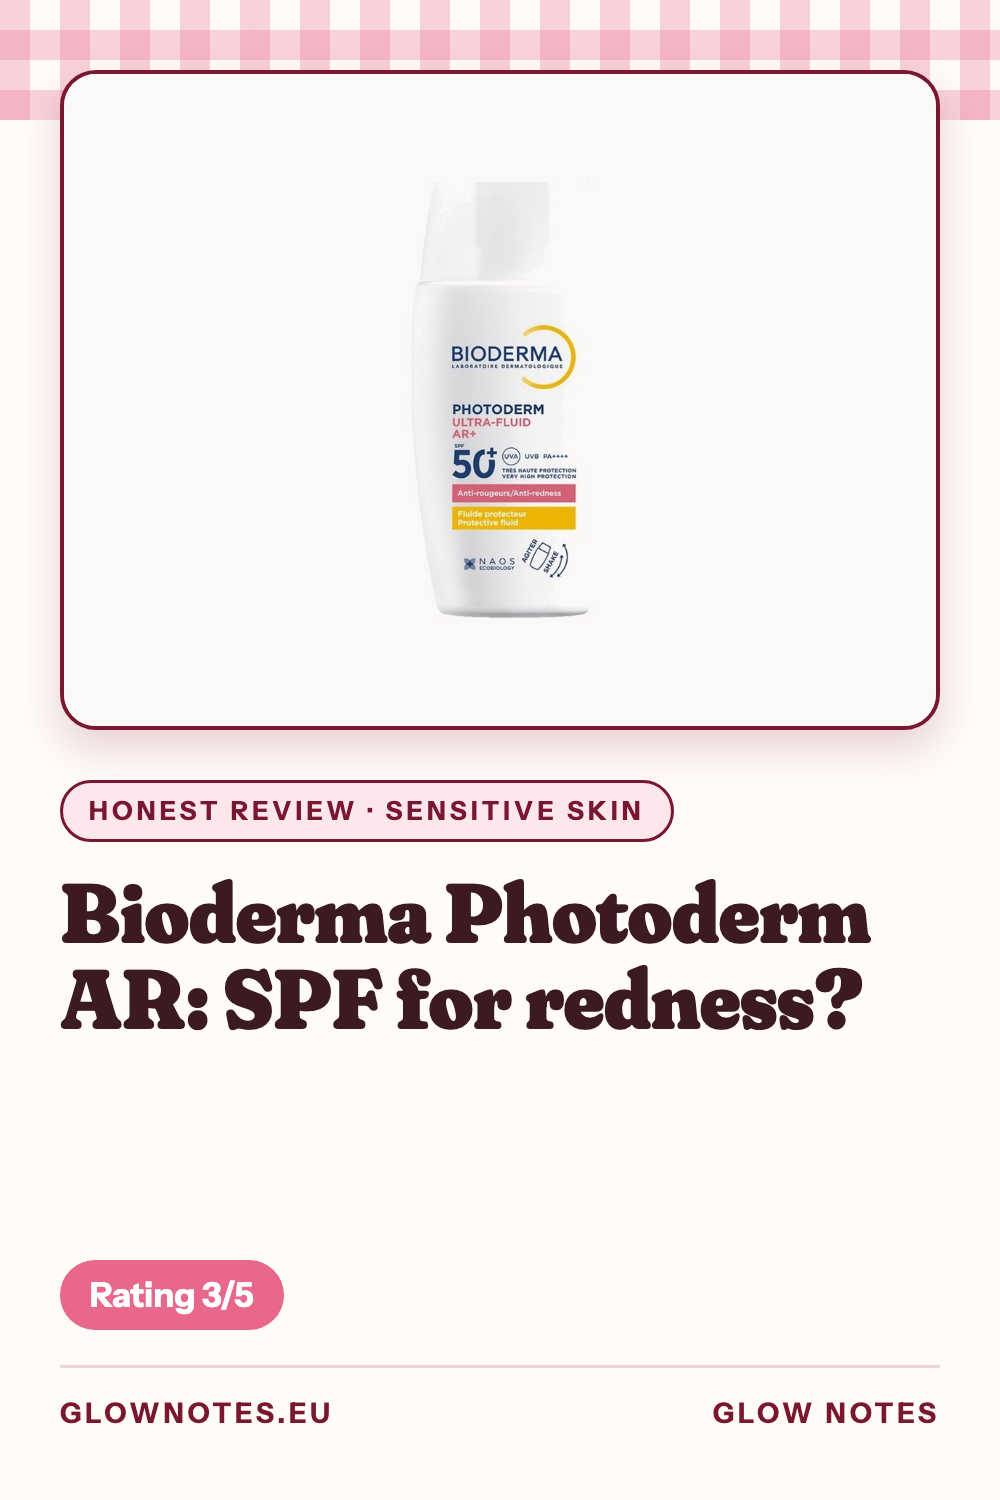 BIODERMA
LABORATOIRE DERMATOLOGIQUE
PHOTODERM
ULTRA-FLUID
AR+
SPF
50+ UVA UVB PA++++
TRÈS HAUTE PROTECTION
VERY HIGH PROTECTION
Anti-rougeurs/Anti-redness
Fluide protecteur
Protective fluid
AGITER
SHAKE
NAOS
ECOBIOLOGY
HONEST REVIEW · SENSITIVE SKIN
Bioderma Photoderm
AR: SPF for redness?
Rating 3/5
GLOWNOTES.EU
GLOW NOTES